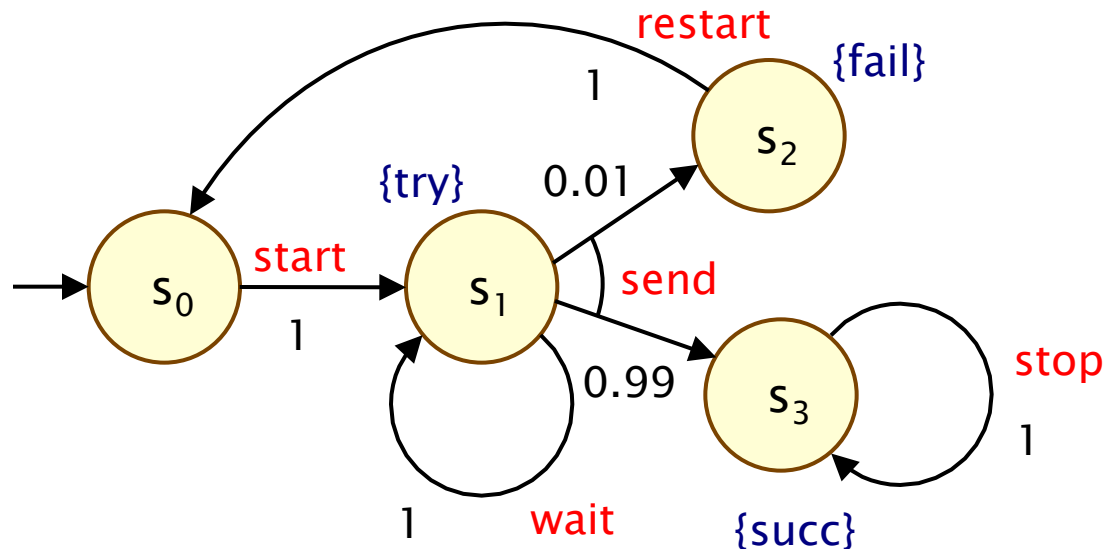 restart
{fail}
1
s₂
{try}
0.01
start
send
s₀
s₁
1
0.99
stop
s₃
1
1
wait
{succ}